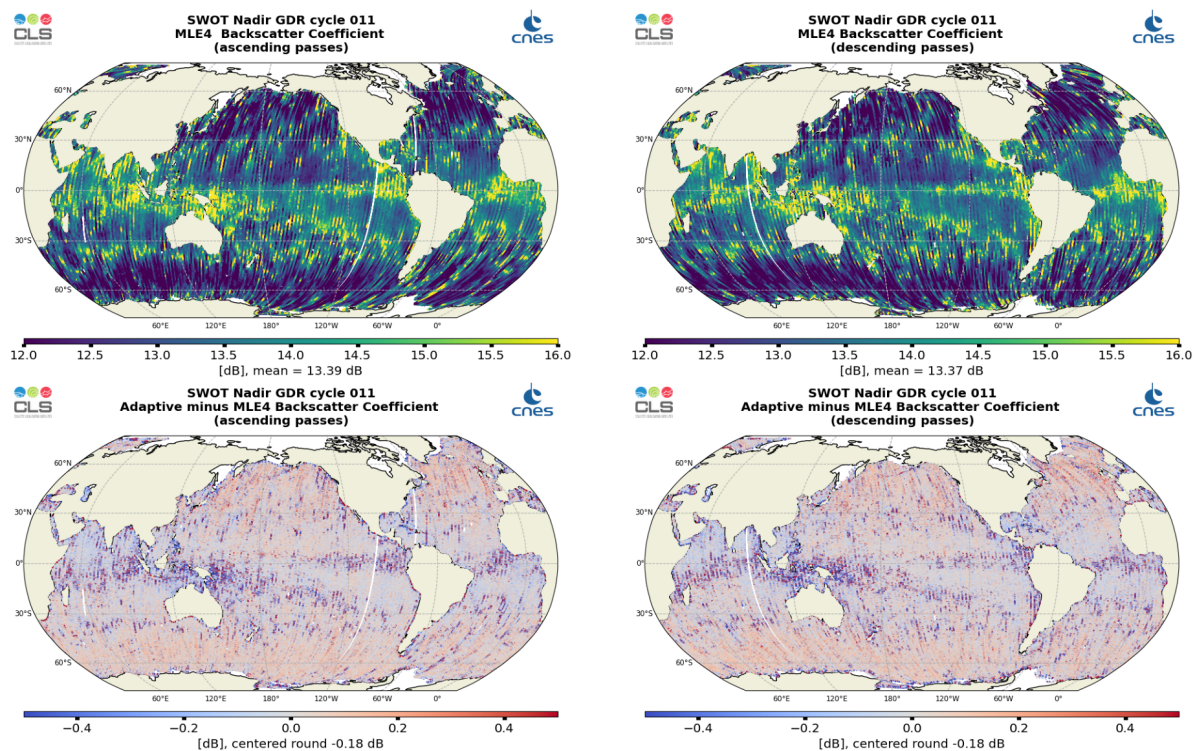 SWOT Nadir GDR cycle 011
MLE4 Backscatter Coefficient
(ascending passes)
CLS
cnes
60°N
30°N
0°
30°S
60°S
60°E 120°E 180° 120°W 60°W 0°
12.0 12.5 13.0 13.5 14.0 14.5 15.0 15.5 16.0
[dB], mean = 13.39 dB
SWOT Nadir GDR cycle 011
MLE4 Backscatter Coefficient
(descending passes)
CLS
cnes
60°N
30°N
0°
30°S
60°S
60°E 120°E 180° 120°W 60°W 0°
12.0 12.5 13.0 13.5 14.0 14.5 15.0 15.5 16.0
[dB], mean = 13.37 dB
SWOT Nadir GDR cycle 011
Adaptive minus MLE4 Backscatter Coefficient
(ascending passes)
CLS
cnes
60°N
30°N
0°
30°S
60°S
60°E 120°E 180° 120°W 60°W 0°
−0.4 −0.2 0.0 0.2 0.4
[dB], centered round -0.18 dB
SWOT Nadir GDR cycle 011
Adaptive minus MLE4 Backscatter Coefficient
(descending passes)
CLS
cnes
60°N
30°N
0°
30°S
60°S
60°E 120°E 180° 120°W 60°W 0°
−0.4 −0.2 0.0 0.2 0.4
[dB], centered round -0.18 dB